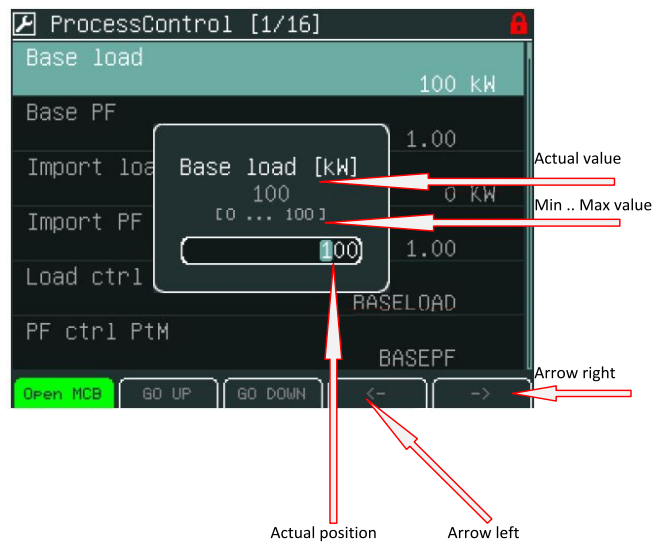 ProcessControl [1/16]
Base load
100 kW
Base PF
1.00
Import loa
0 KW
Import PF
1.00
Load ctrl
BASELOAD
PF ctrl PtM
BASEPF
Base load [kW]
100
[0 ... 100]
100
Open MCB
GO UP
GO DOWN
<-
->
Actual value
Min .. Max value
Arrow right
Actual position
Arrow left